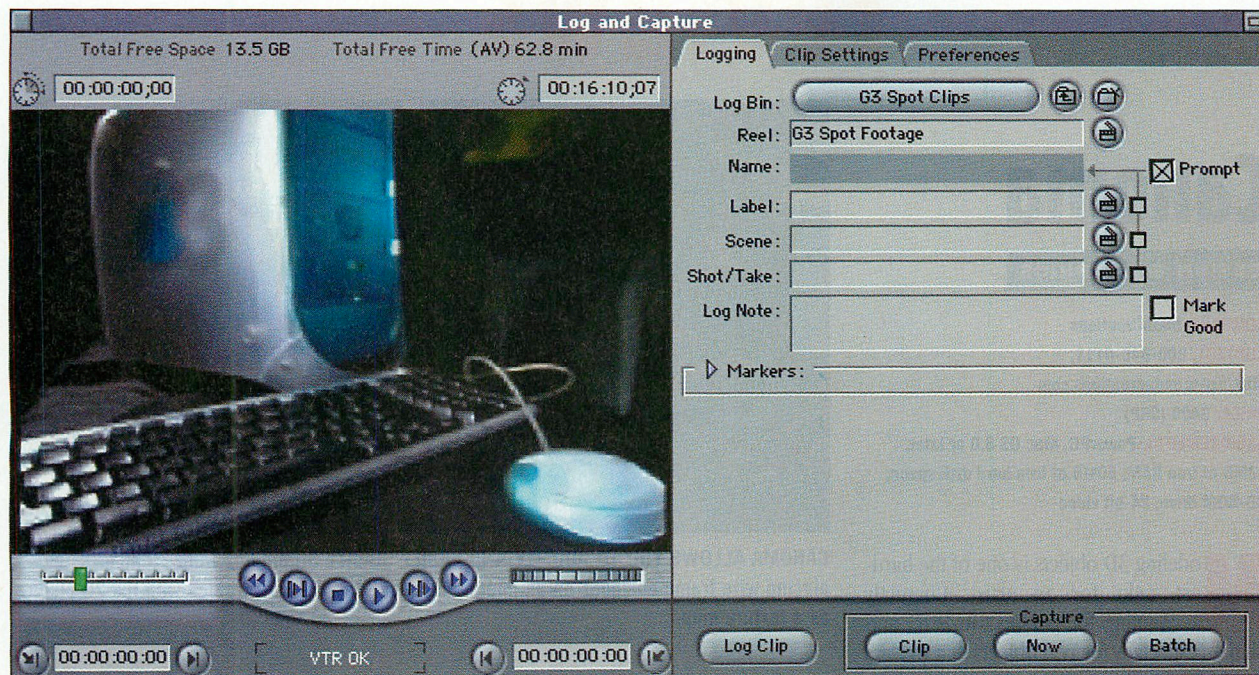 Log and Capture
Total Free Space 13.5 GB Total Free Time (AV) 62.8 min
00:00:00;00 00:16:10;07
Logging Clip Settings Preferences
Log Bin: G3 Spot Clips
Reel: G3 Spot Footage
Name: Prompt
Label:
Scene:
Shot/Take:
Log Note: Mark Good
Markers:
00:00:00:00 VTR OK 00:00:00:00
Log Clip
Capture
Clip Now Batch